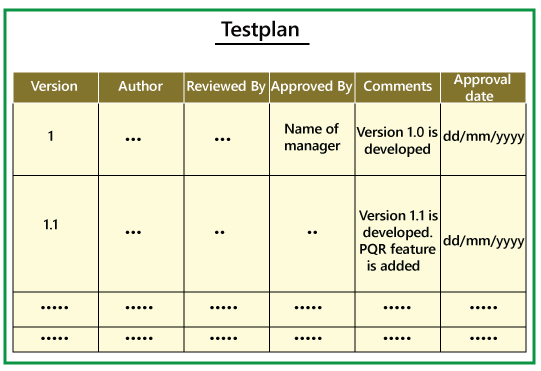 Testplan
Version Author Reviewed By Approved By Comments Approval
date
1 ... ... Name of
manager Version 1.0 is
developed dd/mm/yyyy
1.1 ... .. .. Version 1.1 is
developed.
PQR feature
is added dd/mm/yyyy
..... ..... ..... ..... ..... .....
..... ..... ..... ..... ..... .....